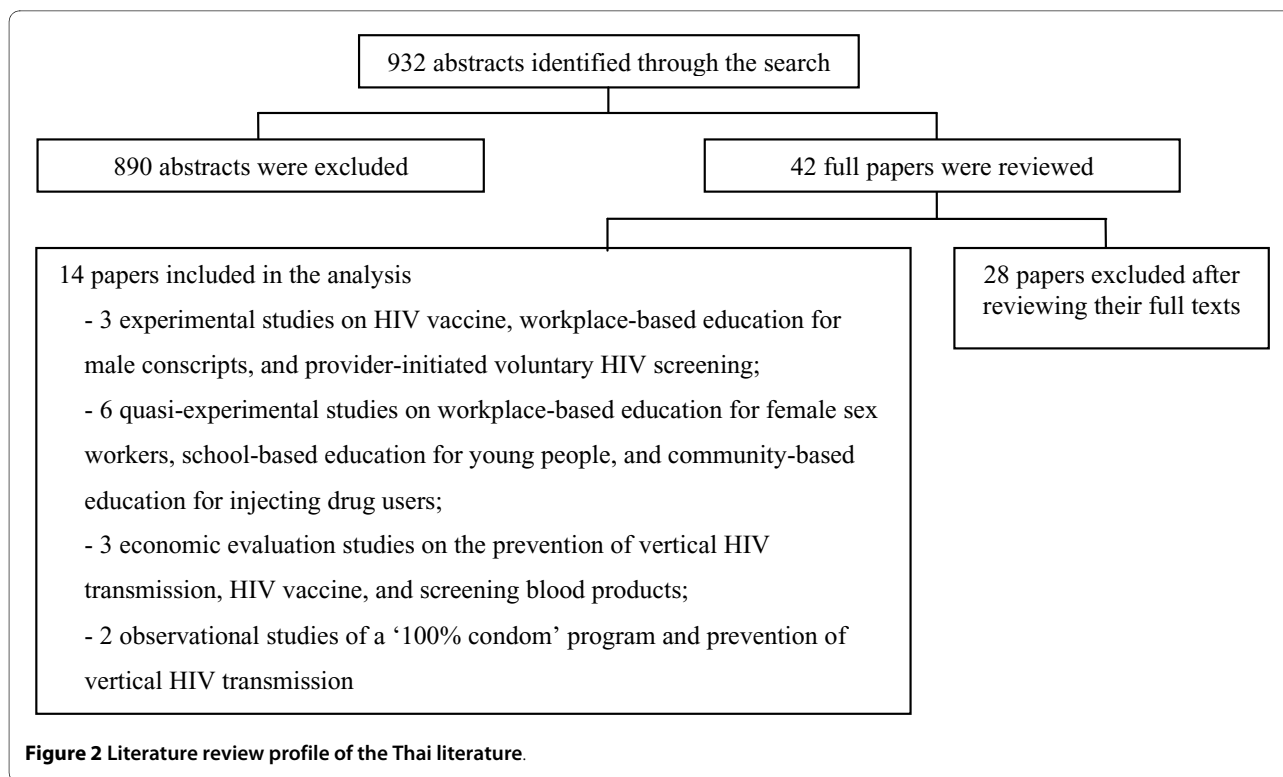 932 abstracts identified through the search
890 abstracts were excluded
42 full papers were reviewed
14 papers included in the analysis
- 3 experimental studies on HIV vaccine, workplace-based education for
male conscripts, and provider-initiated voluntary HIV screening;
- 6 quasi-experimental studies on workplace-based education for female sex
workers, school-based education for young people, and community-based
education for injecting drug users;
- 3 economic evaluation studies on the prevention of vertical HIV
transmission, HIV vaccine, and screening blood products;
- 2 observational studies of a ‘100% condom’ program and prevention of
vertical HIV transmission
28 papers excluded after
reviewing their full texts
Figure 2 Literature review profile of the Thai literature.